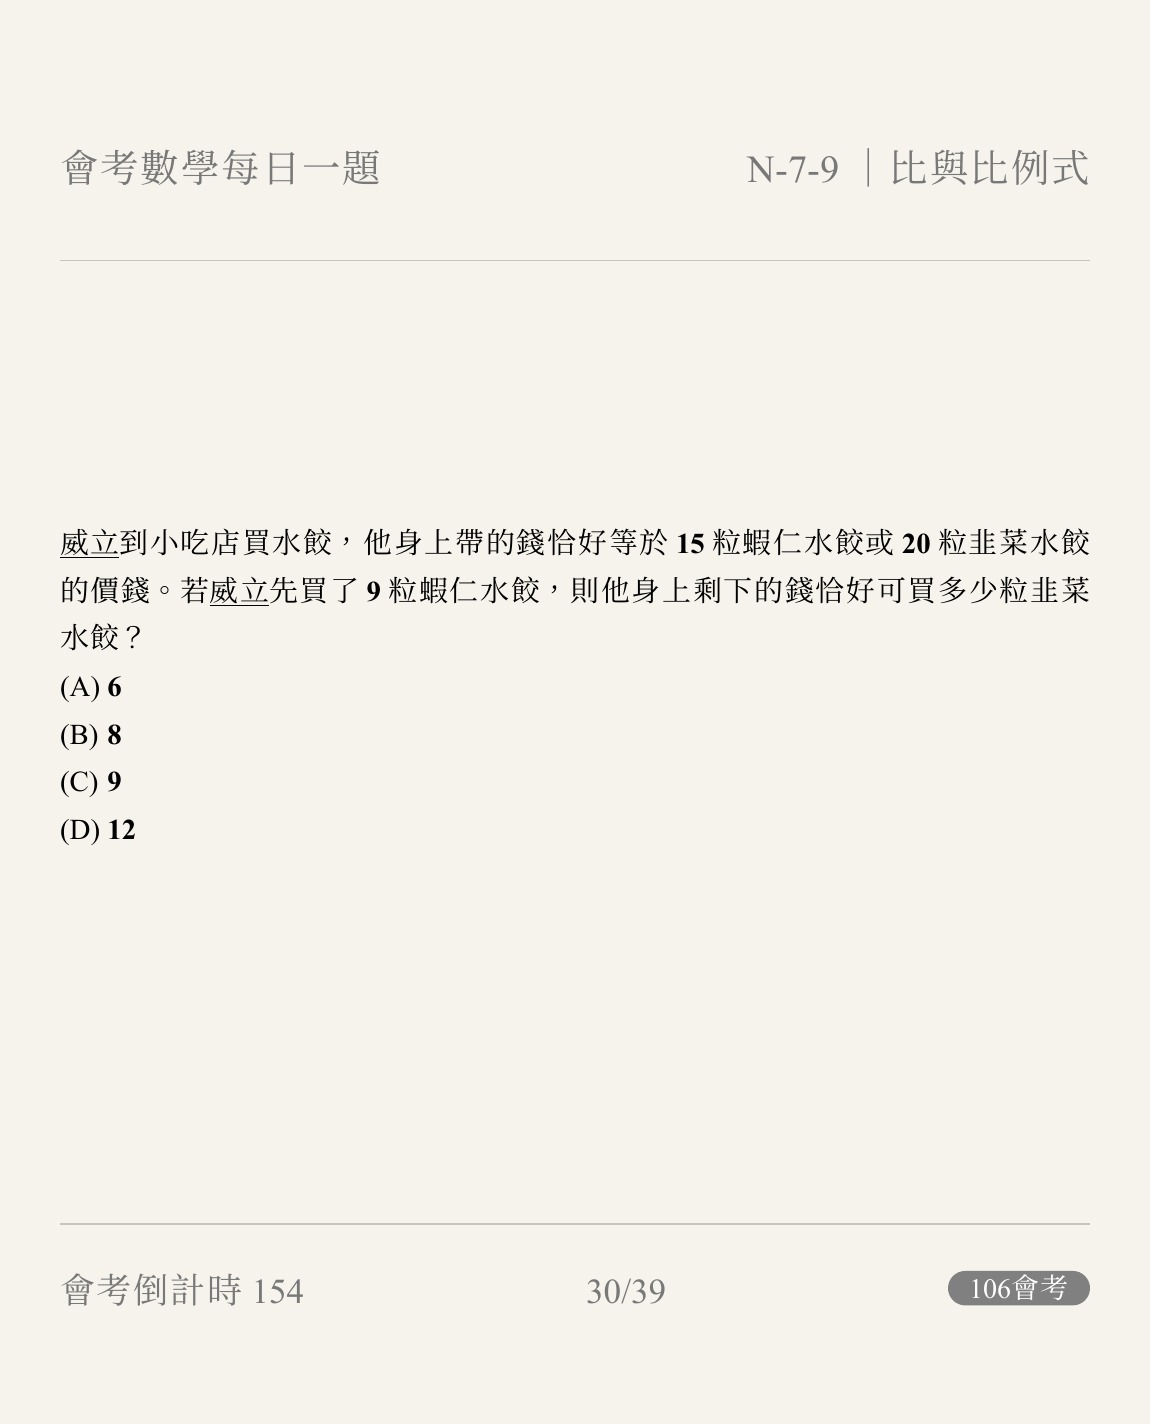 會考數學每日一題
N-7-9｜比與比例式
威立到小吃店買水餃，他身上帶的錢恰好等於 15 粒蝦仁水餃或 20 粒韭菜水餃
的價錢。若威立先買了 9 粒蝦仁水餃，則他身上剩下的錢恰好可買多少粒韭菜
水餃？
(A) 6
(B) 8
(C) 9
(D) 12
會考倒計時 154
30/39
106會考